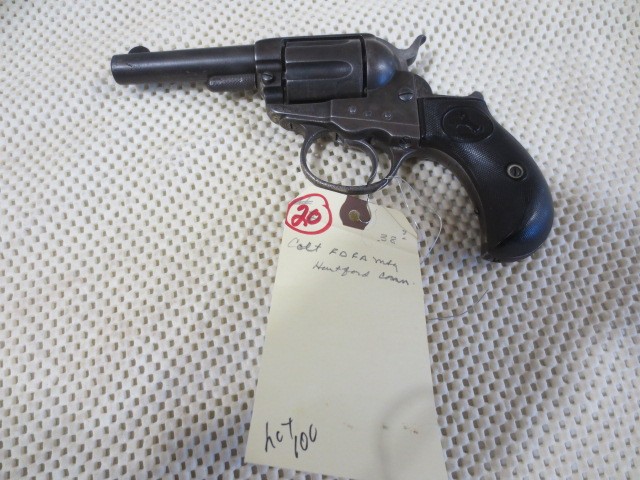 20
38 ?
Colt P.D.F.A. Mfg
Hartford Conn.
Lot 100